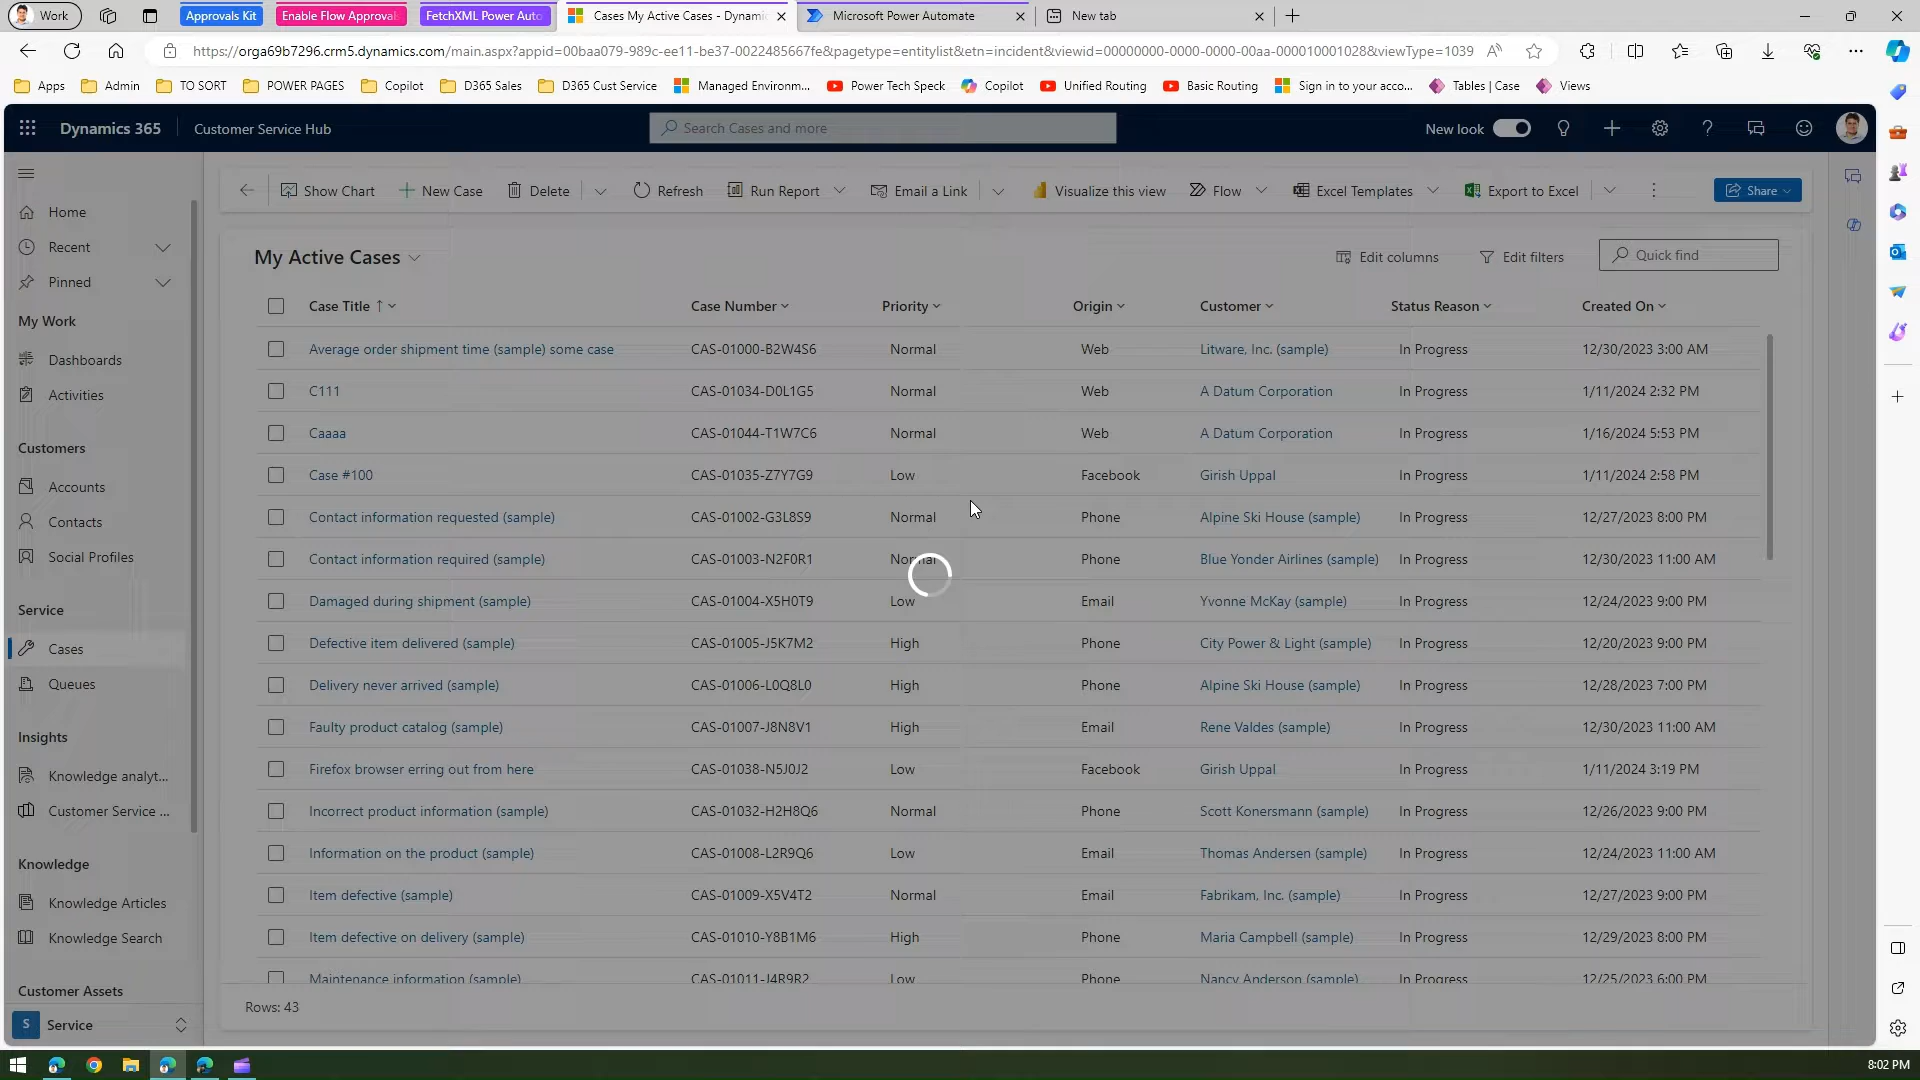 Work
Approvals Kit
Enable Flow Approvals
FetchXML Power Auto
Cases My Active Cases - Dynami
Microsoft Power Automate
New tab
https://orga69b7296.crm5.dynamics.com/main.aspx?appid=00baa079-989c-ee11-be37-0022485667fe&pagetype=entitylist&etn=incident&viewid=00000000-0000-0000-00aa-000010001028&viewType=1039
Apps
Admin
TO SORT
POWER PAGES
Copilot
D365 Sales
D365 Cust Service
Managed Environm...
Power Tech Speck
Copilot
Unified Routing
Basic Routing
Sign in to your acco...
Tables | Case
Views
Dynamics 365
Customer Service Hub
Search Cases and more
New look
Show Chart
New Case
Delete
Refresh
Run Report
Email a Link
Visualize this view
Flow
Excel Templates
Export to Excel
Share
Home
Recent
Pinned
My Work
Dashboards
Activities
Customers
Accounts
Contacts
Social Profiles
Service
Cases
Queues
Insights
Knowledge analyt...
Customer Service ...
Knowledge
Knowledge Articles
Knowledge Search
Customer Assets
S Service
My Active Cases
Edit columns
Edit filters
Quick find
Case Title ↑ Case Number Priority Origin Customer Status Reason Created On
Average order shipment time (sample) some case CAS-01000-B2W4S6 Normal Web Litware, Inc. (sample) In Progress 12/30/2023 3:00 AM
C111 CAS-01034-D0L1G5 Normal Web A Datum Corporation In Progress 1/11/2024 2:32 PM
Caaaa CAS-01044-T1W7C6 Normal Web A Datum Corporation In Progress 1/16/2024 5:53 PM
Case #100 CAS-01035-Z7Y7G9 Low Facebook Girish Uppal In Progress 1/11/2024 2:58 PM
Contact information requested (sample) CAS-01002-G3L8S9 Normal Phone Alpine Ski House (sample) In Progress 12/27/2023 8:00 PM
Contact information required (sample) CAS-01003-N2F0R1 Normal Phone Blue Yonder Airlines (sample) In Progress 12/30/2023 11:00 AM
Damaged during shipment (sample) CAS-01004-X5H0T9 Low Email Yvonne McKay (sample) In Progress 12/24/2023 9:00 PM
Defective item delivered (sample) CAS-01005-J5K7M2 High Phone City Power & Light (sample) In Progress 12/20/2023 9:00 PM
Delivery never arrived (sample) CAS-01006-L0Q8L0 High Phone Alpine Ski House (sample) In Progress 12/28/2023 7:00 PM
Faulty product catalog (sample) CAS-01007-J8N8V1 High Email Rene Valdes (sample) In Progress 12/30/2023 11:00 AM
Firefox browser erring out from here CAS-01038-N5J0J2 Low Facebook Girish Uppal In Progress 1/11/2024 3:19 PM
Incorrect product information (sample) CAS-01032-H2H8Q6 Normal Phone Scott Konersmann (sample) In Progress 12/26/2023 9:00 PM
Information on the product (sample) CAS-01008-L2R9Q6 Low Email Thomas Andersen (sample) In Progress 12/24/2023 11:00 AM
Item defective (sample) CAS-01009-X5V4T2 Normal Email Fabrikam, Inc. (sample) In Progress 12/27/2023 9:00 PM
Item defective on delivery (sample) CAS-01010-Y8B1M6 High Phone Maria Campbell (sample) In Progress 12/29/2023 8:00 PM
Maintenance information (sample) CAS-01011-J4R9R2 Low Phone Nancy Anderson (sample) In Progress 12/25/2023 6:00 PM
Rows: 43
8:02 PM